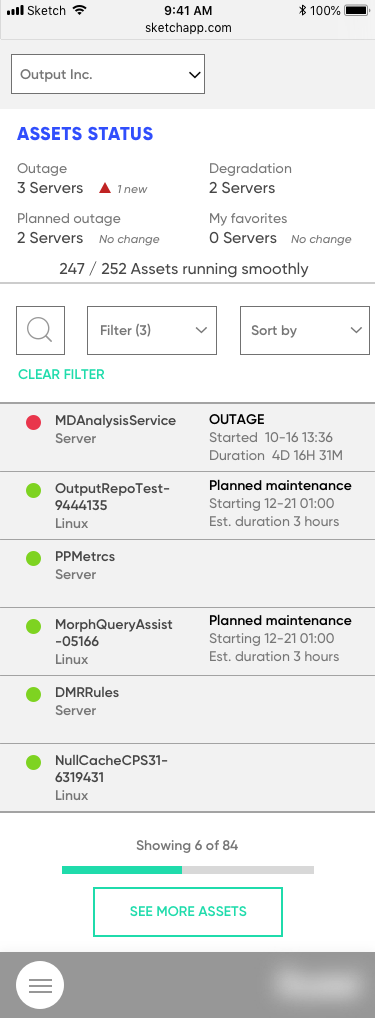 Sketch 9:41 AM 100%
sketchapp.com
Output Inc.
ASSETS STATUS
Outage
3 Servers 1 new
Degradation
2 Servers
Planned outage
2 Servers No change
My favorites
0 Servers No change
247 / 252 Assets running smoothly
Filter (3)
Sort by
CLEAR FILTER
MDAnalysisService
Server
OUTAGE
Started 10-16 13:36
Duration 4D 16H 31M
OutputRepoTest-
9444135
Linux
Planned maintenance
Starting 12-21 01:00
Est. duration 3 hours
PPMetrcs
Server
MorphQueryAssist
-05166
Linux
Planned maintenance
Starting 12-21 01:00
Est. duration 3 hours
DMRRules
Server
NullCacheCPS31-
6319431
Linux
Showing 6 of 84
SEE MORE ASSETS